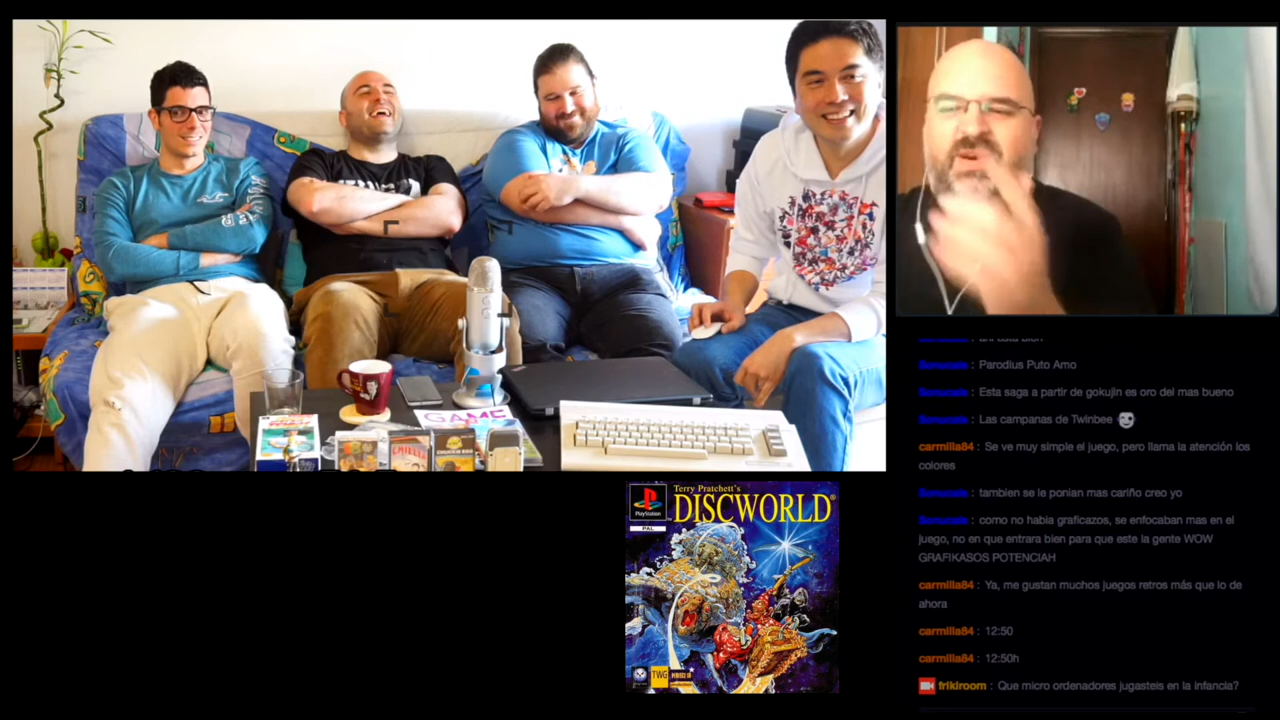 GAME
CHILLER
Terry Pratchett's
DISCWORLD
PlayStation
PAL
TWG
Parodius Puto Amo
Esta saga a partir de gokujin es oro del mas bueno
Las campanas de Twinbee
carmilla84 : Se ve muy simple el juego, pero llama la atención los
colores
tambien se le ponian mas cariño creo yo
como no habia graficazos, se enfocaban mas en el
juego, no en que entrara bien para que este la gente WOW
GRAFIKASOS POTENCIAH
carmilla84 : Ya, me gustan muchos juegos retros más que lo de
ahora
carmilla84 : 12:50
carmilla84 : 12:50h
frikiroom : Que micro ordenadores jugasteis en la infancia?